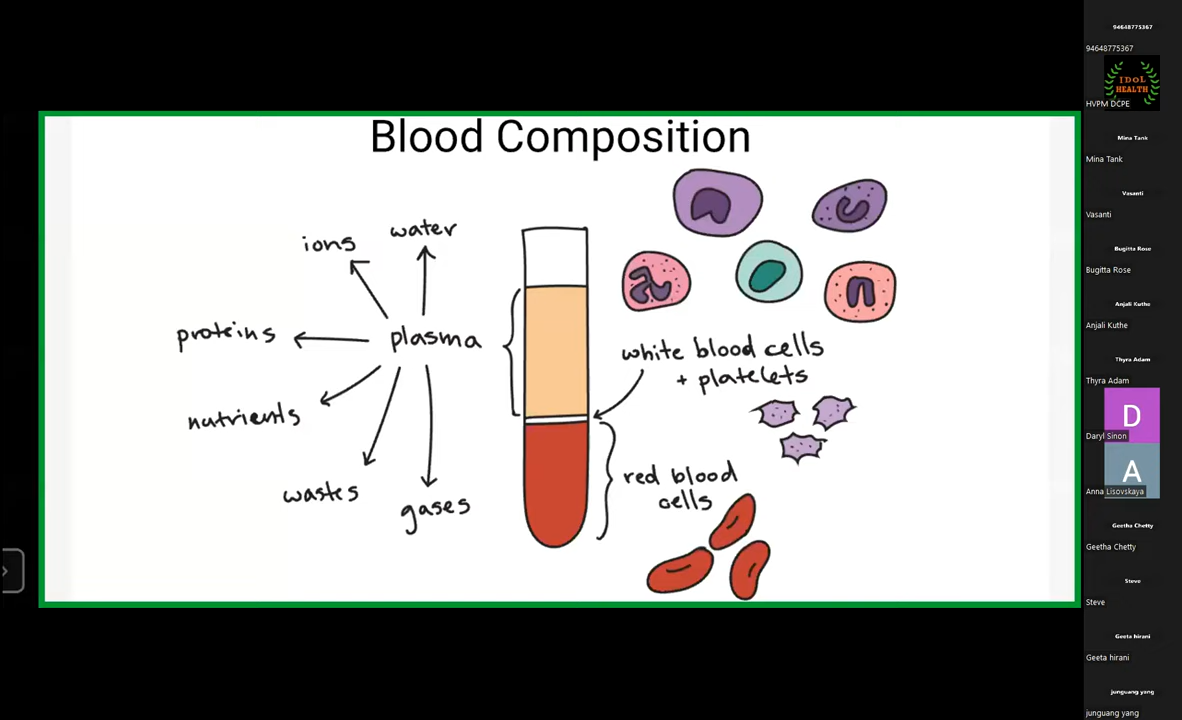 Blood Composition
ions
water
proteins
plasma
nutrients
wastes
gases
white blood cells
+ platelets
red blood
cells
94648775367
94648775367
IDOL
HEALTH
HVPM DCPE
Mina Tank
Mina Tank
Vasanti
Vasanti
Bugitta Rose
Bugitta Rose
Anjali Kuthe
Anjali Kuthe
Thyra Adam
Thyra Adam
D
Daryl Sinon
A
Anna Lisovskaya
Geetha Chetty
Geetha Chetty
Steve
Steve
Geeta hirani
Geeta hirani
junguang yang
junguang yang